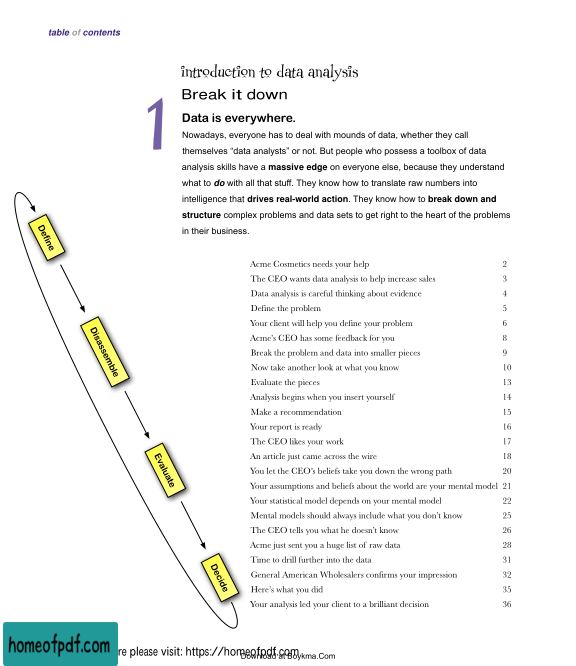 table of contents
introduction to data analysis
1
Break it down
Data is everywhere.
Nowadays, everyone has to deal with mounds of data, whether they call
themselves “data analysts” or not. But people who possess a toolbox of data
analysis skills have a massive edge on everyone else, because they understand
what to do with all that stuff. They know how to translate raw numbers into
intelligence that drives real-world action. They know how to break down and
structure complex problems and data sets to get right to the heart of the problems
in their business.
Define
Disassemble
Evaluate
Decide
Acme Cosmetics needs your help 2
The CEO wants data analysis to help increase sales 3
Data analysis is careful thinking about evidence 4
Define the problem 5
Your client will help you define your problem 6
Acme’s CEO has some feedback for you 8
Break the problem and data into smaller pieces 9
Now take another look at what you know 10
Evaluate the pieces 13
Analysis begins when you insert yourself 14
Make a recommendation 15
Your report is ready 16
The CEO likes your work 17
An article just came across the wire 18
You let the CEO’s beliefs take you down the wrong path 20
Your assumptions and beliefs about the world are your mental model 21
Your statistical model depends on your mental model 22
Mental models should always include what you don’t know 25
The CEO tells you what he doesn’t know 26
Acme just sent you a huge list of raw data 28
Time to drill further into the data 31
General American Wholesalers confirms your impression 32
Here’s what you did 35
Your analysis led your client to a brilliant decision 36
homeofpdf.com
re please visit: https://homeofpdf.com
Download at Boykma.Com